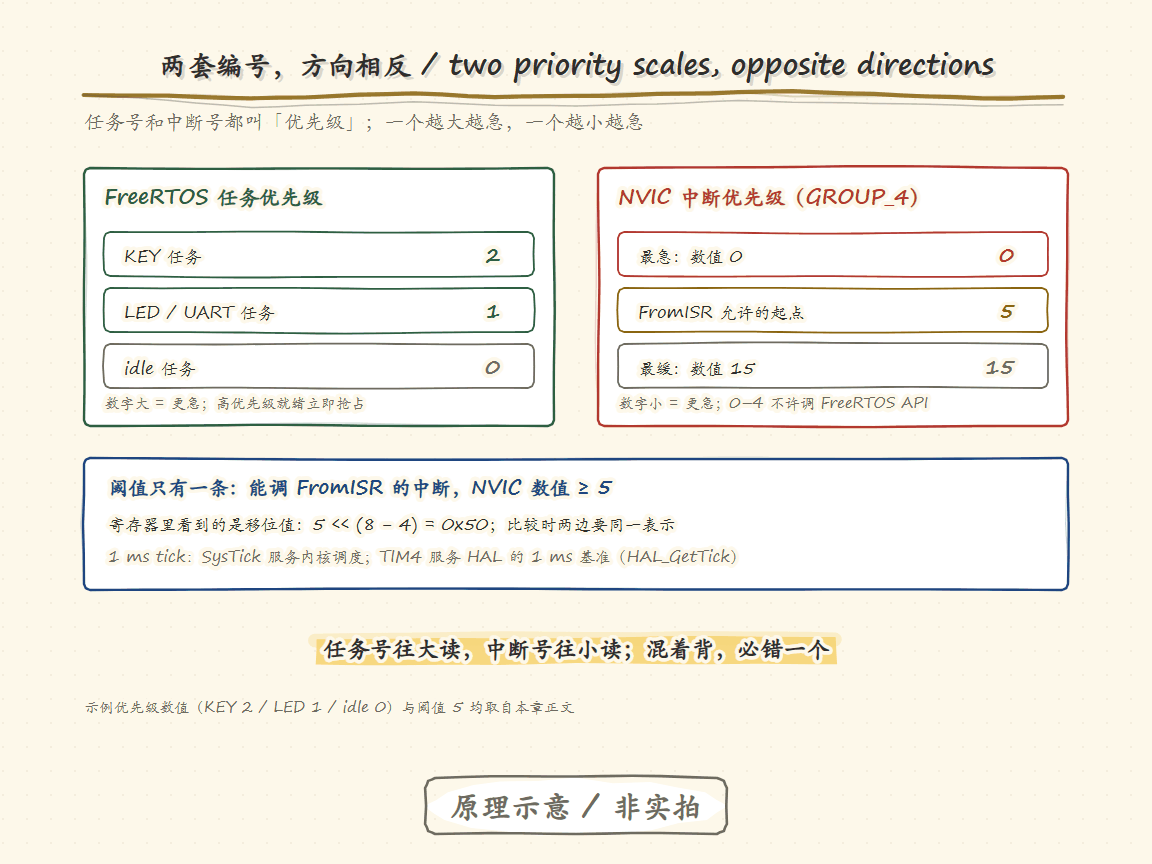 两套编号，方向相反 / two priority scales, opposite directions
任务号和中断号都叫「优先级」；一个越大越急，一个越小越急
FreeRTOS 任务优先级
KEY 任务 2
LED / UART 任务 1
idle 任务 0
数字大 = 更急；高优先级就绪立即抢占
NVIC 中断优先级（GROUP_4）
最急：数值 0 0
FromISR 允许的起点 5
最缓：数值 15 15
数字小 = 更急；0–4 不许调 FreeRTOS API
阈值只有一条：能调 FromISR 的中断，NVIC 数值 ≥ 5
寄存器里看到的是移位值：5 << (8 − 4) = 0x50；比较时两边要同一表示
1 ms tick：SysTick 服务内核调度；TIM4 服务 HAL 的 1 ms 基准（HAL_GetTick）
任务号往大读，中断号往小读；混着背，必错一个
示例优先级数值（KEY 2 / LED 1 / idle 0）与阈值 5 均取自本章正文
原理示意 / 非实拍